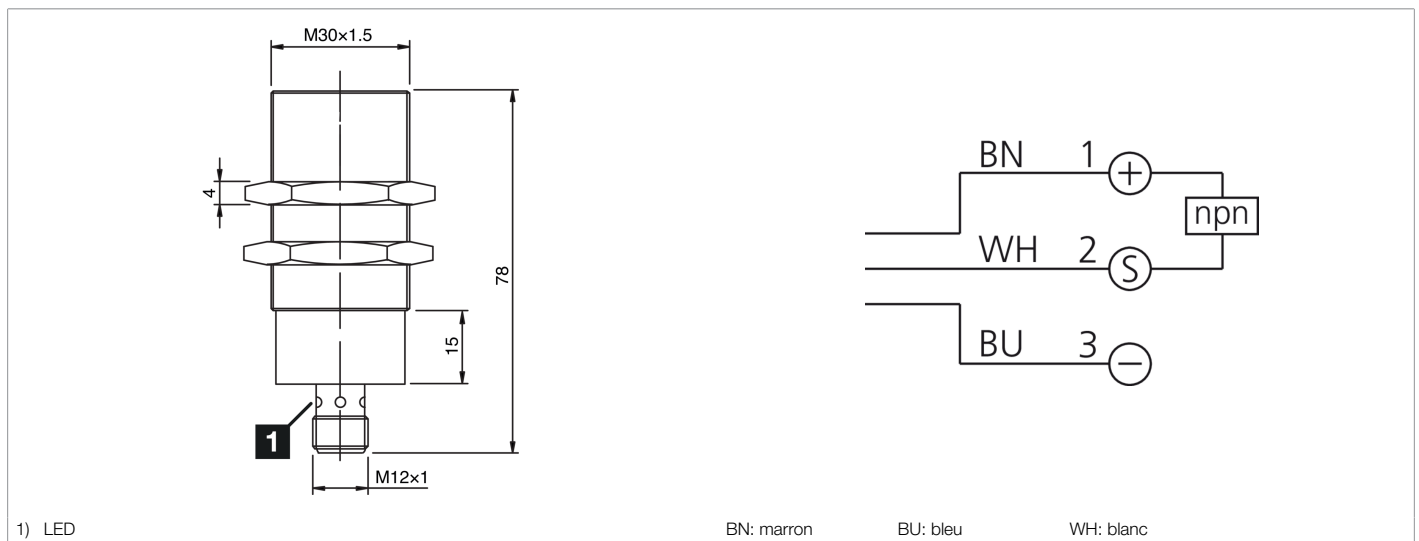 M30×1.5
4
78
15
1
M12×1
BN 1 +
npn
WH 2 S
BU 3 −
1) LED
BN: marron BU: bleu WH: blanc